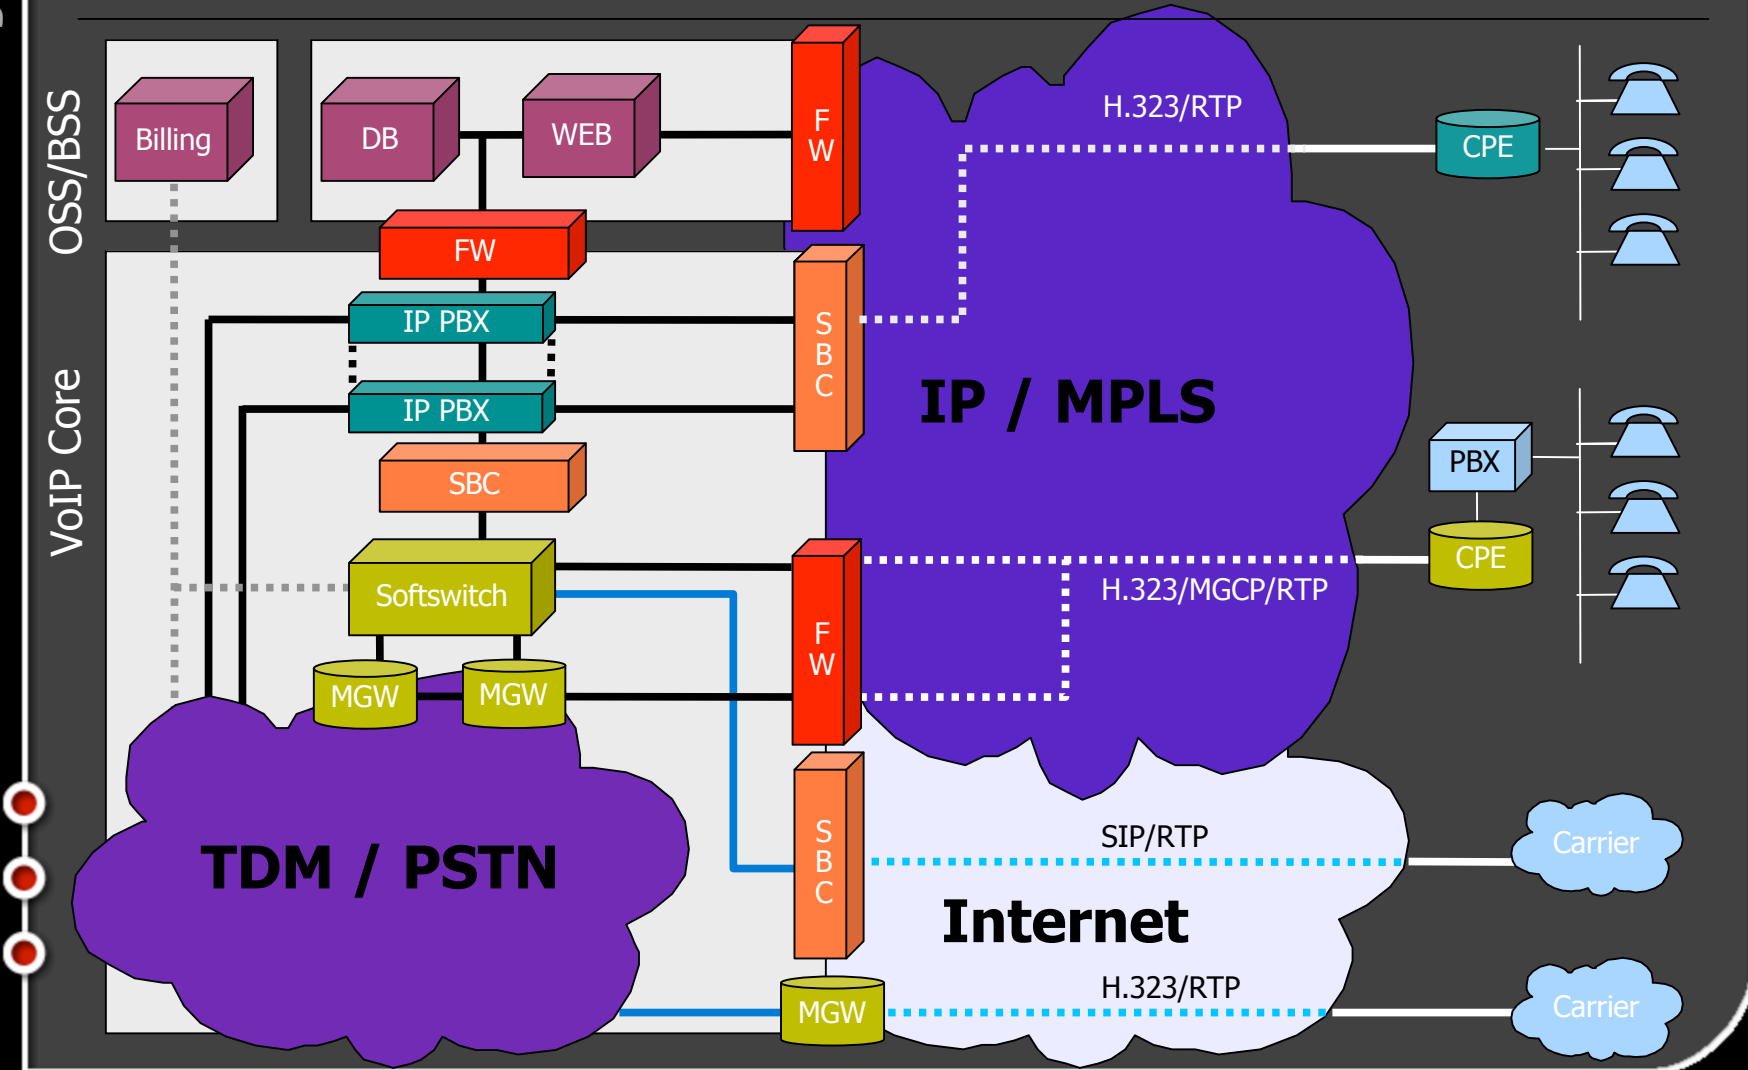 OSS/BSS
VoIP Core
Billing
DB
WEB
F
W
FW
IP PBX
IP PBX
S
B
C
SBC
Softswitch
MGW
MGW
F
W
TDM / PSTN
S
B
C
MGW
H.323/RTP
IP / MPLS
H.323/MGCP/RTP
SIP/RTP
Internet
H.323/RTP
CPE
PBX
CPE
Carrier
Carrier